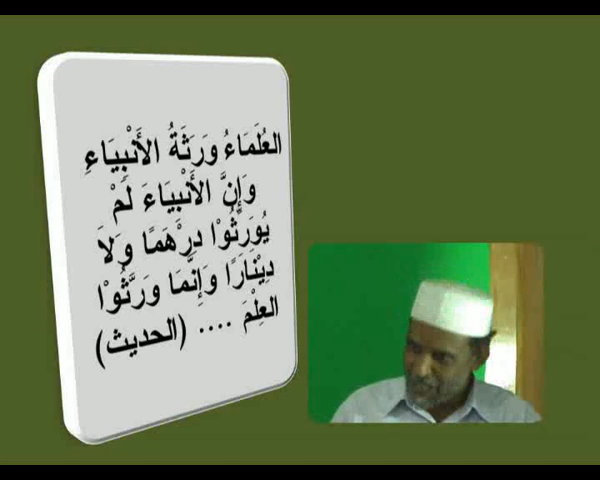 العُلَمَاءُ وَرَثَةُ الأَنْبِيَاءِ
وَإِنَّ الأَنْبِيَاءَ لَمْ
يُوَرِّثُوْا دِرْهَمًا وَلاَ
دِيْنَارًا وَإِنَّمَا وَرَّثُوْا
العِلْمَ .... (الحديث)